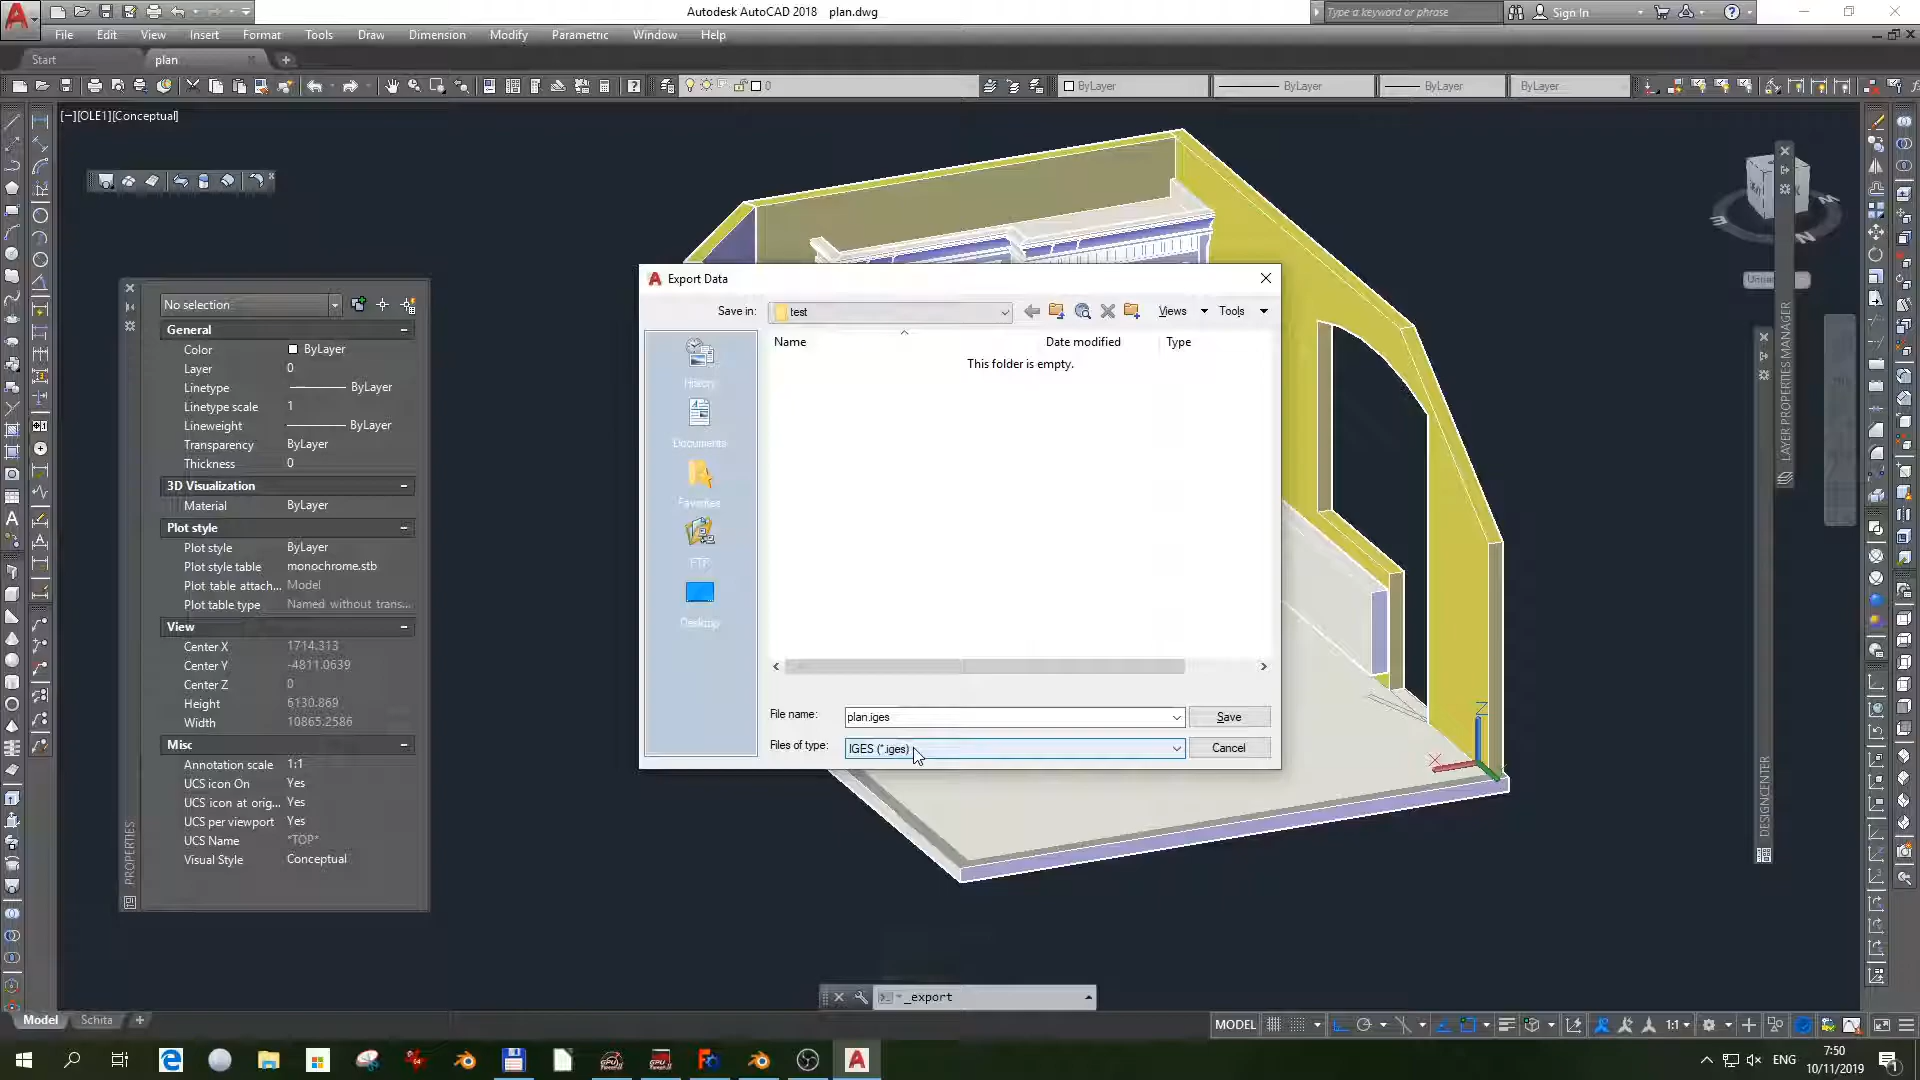 Autodesk AutoCAD 2018 plan.dwg
Type a keyword or phrase
Sign In
File Edit View Insert Format Tools Draw Dimension Modify Parametric Window Help
Start
plan
0
ByLayer
ByLayer
ByLayer
ByLayer
[−][OLE1][Conceptual]
No selection
General
Color ByLayer
Layer 0
Linetype ByLayer
Linetype scale 1
Lineweight ByLayer
Transparency ByLayer
Thickness 0
3D Visualization
Material ByLayer
Plot style
Plot style ByLayer
Plot style table monochrome.stb
Plot table attach... Model
Plot table type Named without trans...
View
Center X 1714.313
Center Y -4811.0639
Center Z 0
Height 6130.869
Width 10865.2586
Misc
Annotation scale 1:1
UCS icon On Yes
UCS icon at orig... Yes
UCS per viewport Yes
UCS Name *TOP*
Visual Style Conceptual
PROPERTIES
Export Data
Save in: test
Views
Tools
Name
Date modified
Type
This folder is empty.
History
Documents
Favorites
FTP
Desktop
File name: plan.iges
Save
Files of type: IGES (*.iges)
Cancel
LAYER PROPERTIES MANAGER
DESIGNCENTER
Z
_export
Model
Schita
MODEL
1:1
ENG
7:50
10/11/2019